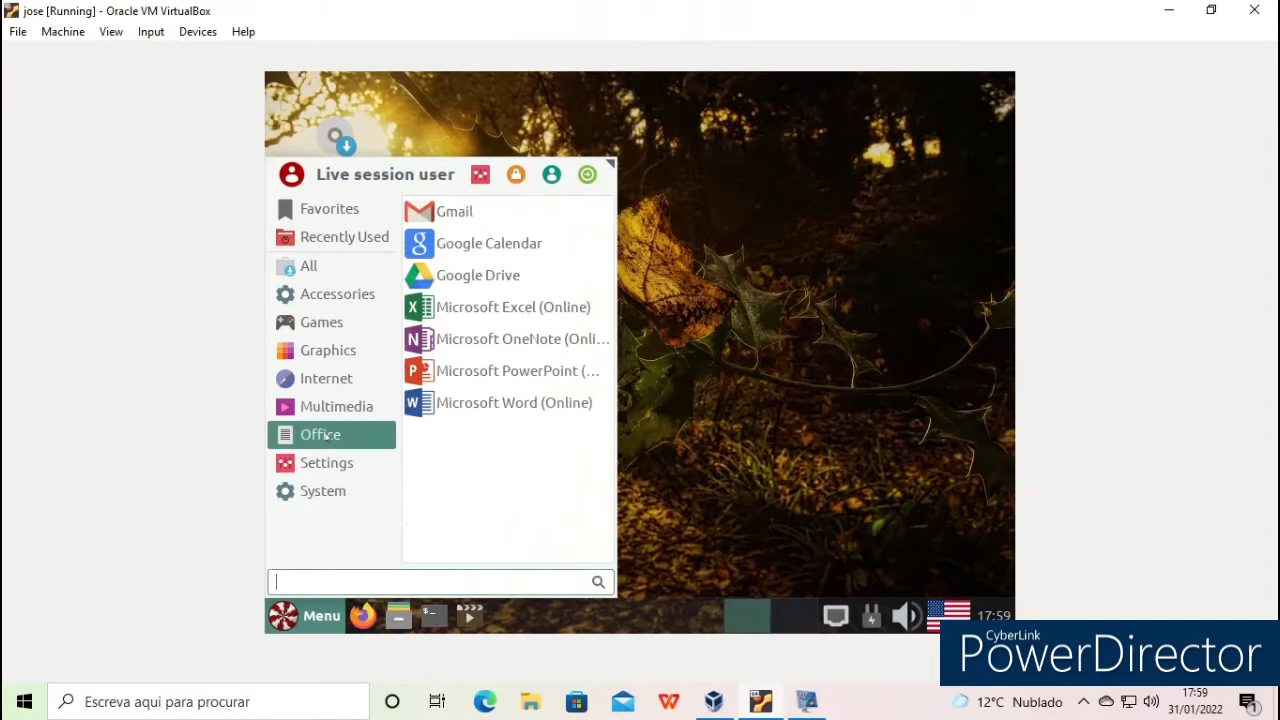 jose [Running] - Oracle VM VirtualBox
File Machine View Input Devices Help
Live session user
Favorites
Recently Used
All
Accessories
Games
Graphics
Internet
Multimedia
Office
Settings
System
Gmail
Google Calendar
Google Drive
Microsoft Excel (Online)
Microsoft OneNote (Onli...
Microsoft PowerPoint (...
Microsoft Word (Online)
Menu
17:59
CyberLink
PowerDirector
Escreva aqui para procurar
12°C Nublado
17:59
31/01/2022
1